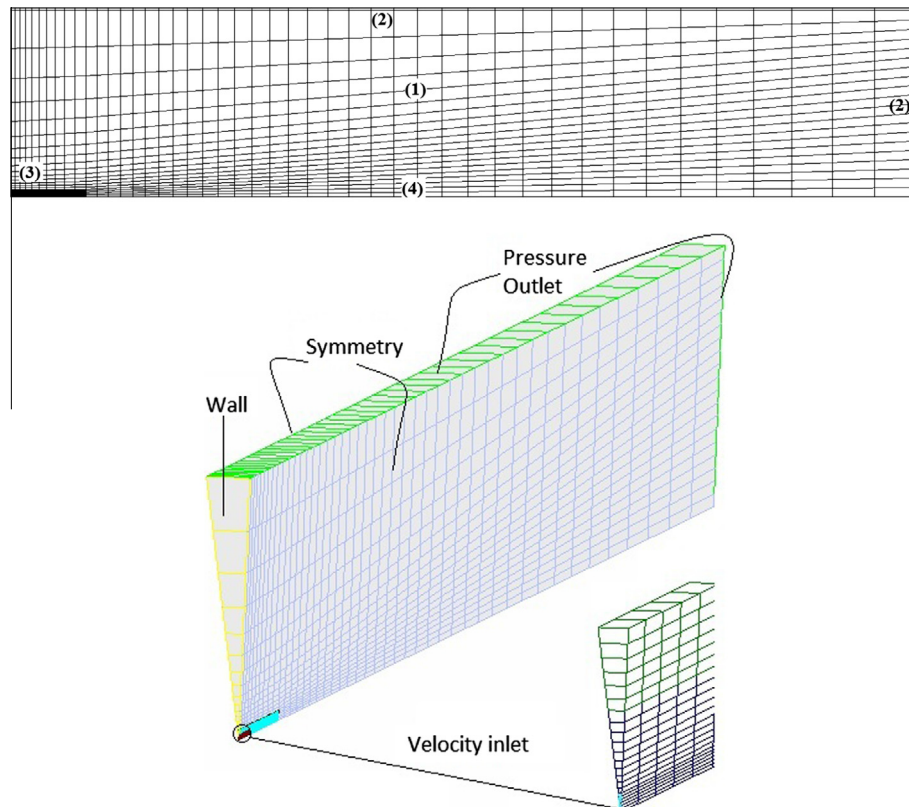 (2)
(1)
(2)
(3)
(4)
Pressure
Outlet
Symmetry
Wall
Velocity inlet